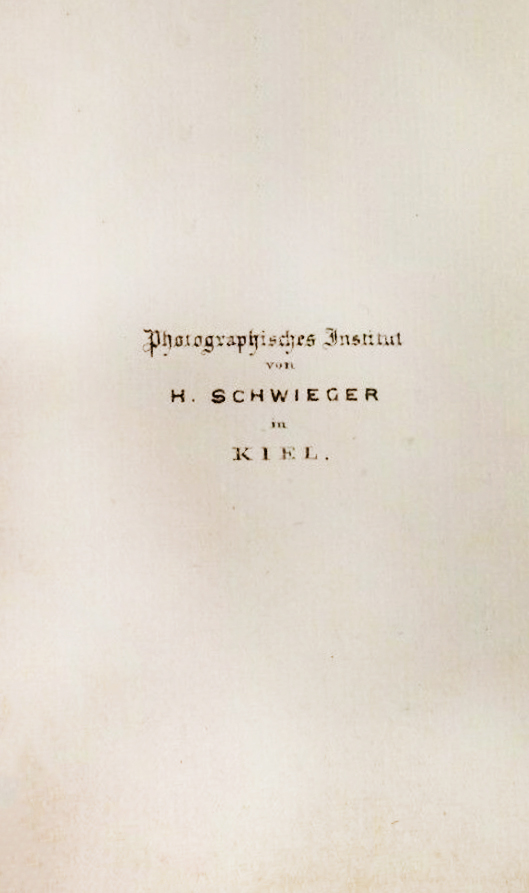 Photographisches Institut
von
H. SCHWIEGER
in
KIEL.